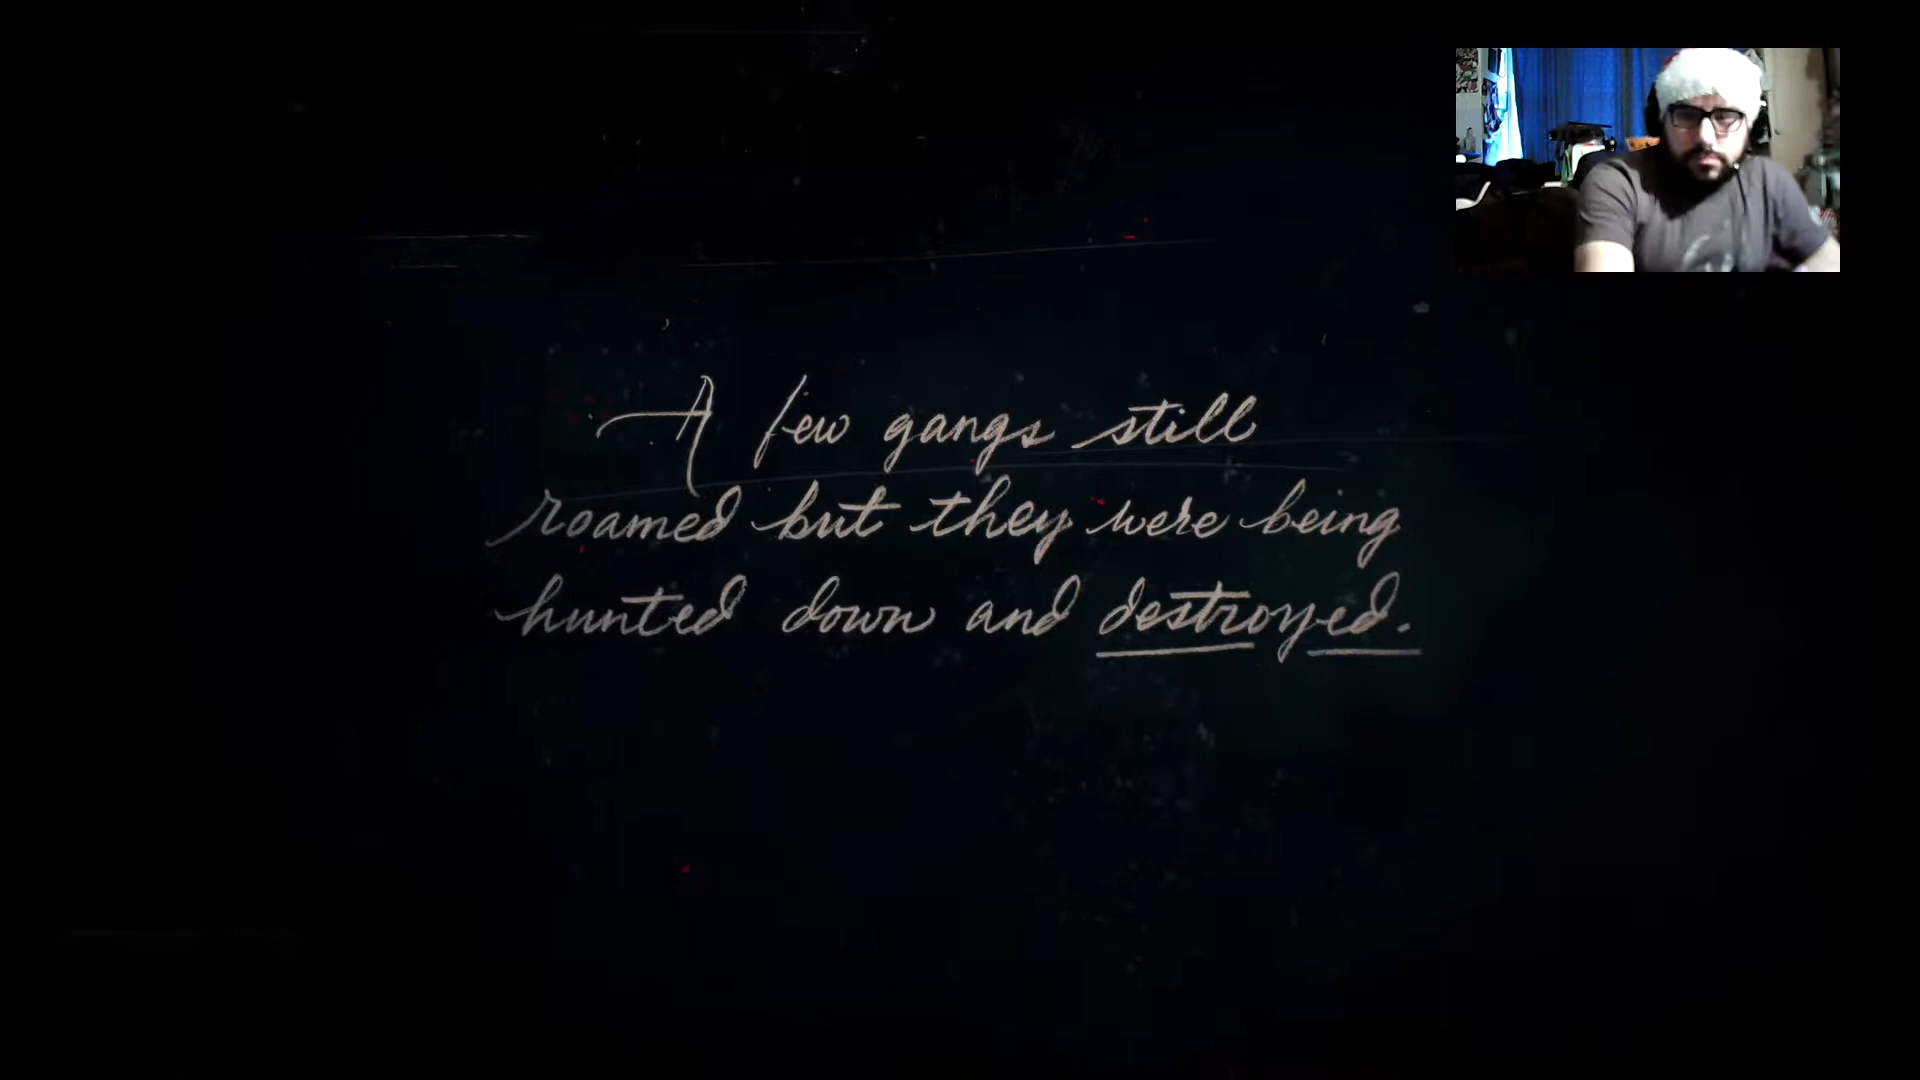 A few gangs still
roamed but they were being
hunted down and destroyed.